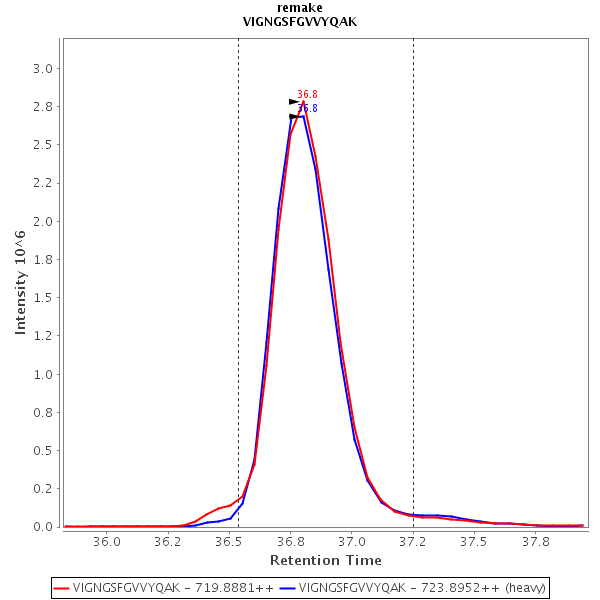 remake
VIGNGSFGVVYQAK
3.0
2.8
2.5
2.2
2.0
1.8
1.5
1.2
1.0
0.8
0.5
0.2
0.0
Intensity 10^6
36.8
36.8
36.0 36.2 36.5 36.8 37.0 37.2 37.5 37.8
Retention Time
VIGNGSFGVVYQAK - 719.8881++ VIGNGSFGVVYQAK - 723.8952++ (heavy)